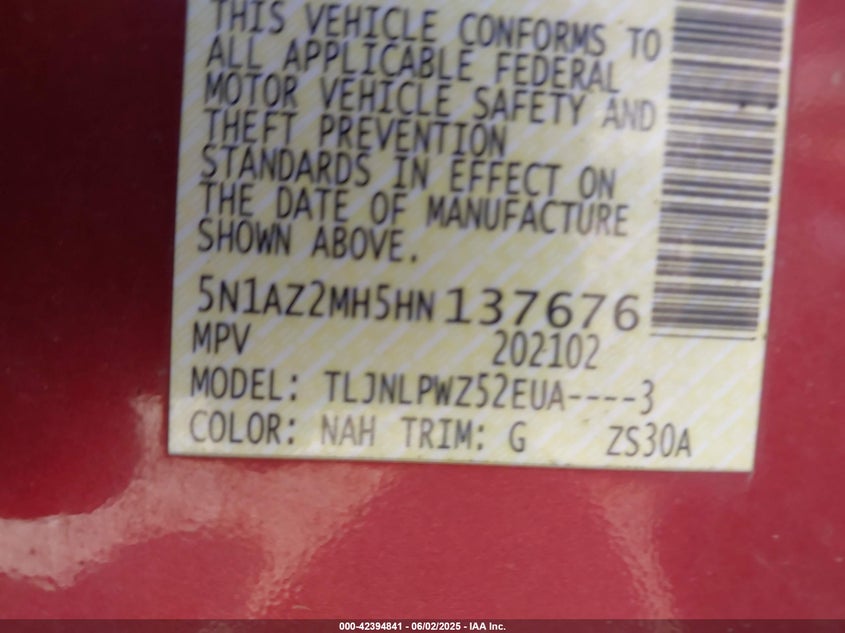 THIS VEHICLE CONFORMS TO
ALL APPLICABLE FEDERAL
MOTOR VEHICLE SAFETY AND
THEFT PREVENTION
STANDARDS IN EFFECT ON
THE DATE OF MANUFACTURE
SHOWN ABOVE.
5N1AZ2MH5HN137676
MPV 202102
MODEL: TLJNLPWZ52EUA----3
COLOR: NAH TRIM: G ZS30A
000-42394841 - 06/02/2025 - IAA Inc.